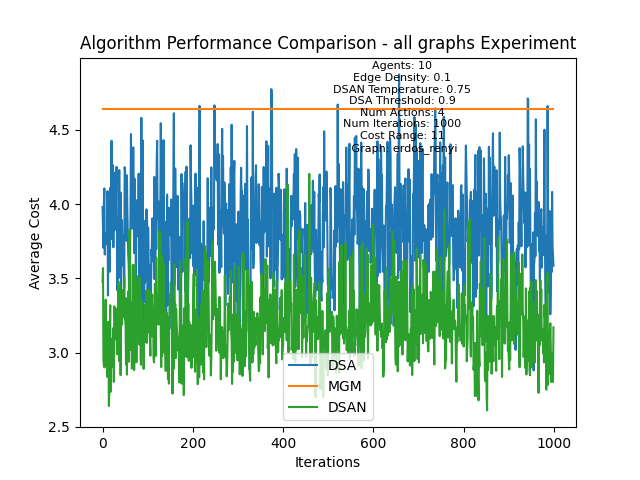 Algorithm Performance Comparison - all graphs Experiment
Agents: 10
Edge Density: 0.1
DSAN Temperature: 0.75
DSA Threshold: 0.9
Num Actions: 4
Num Iterations: 1000
Cost Range: 11
Graph: erdos_renyi
Average Cost
4.5
4.0
3.5
3.0
2.5
DSA
MGM
DSAN
0
200
400
600
800
1000
Iterations